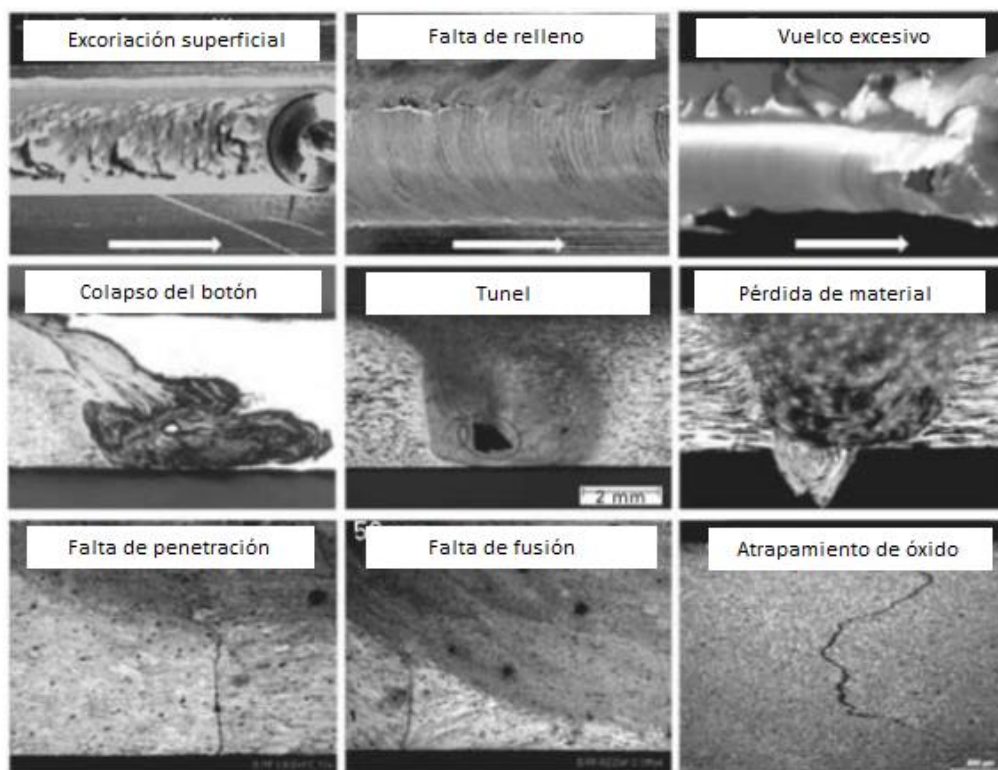 Excoriación superficial
Falta de relleno
Vuelco excesivo
Colapso del botón
Tunel
Pérdida de material
2 mm
Falta de penetración
Falta de fusión
Atrapamiento de óxido